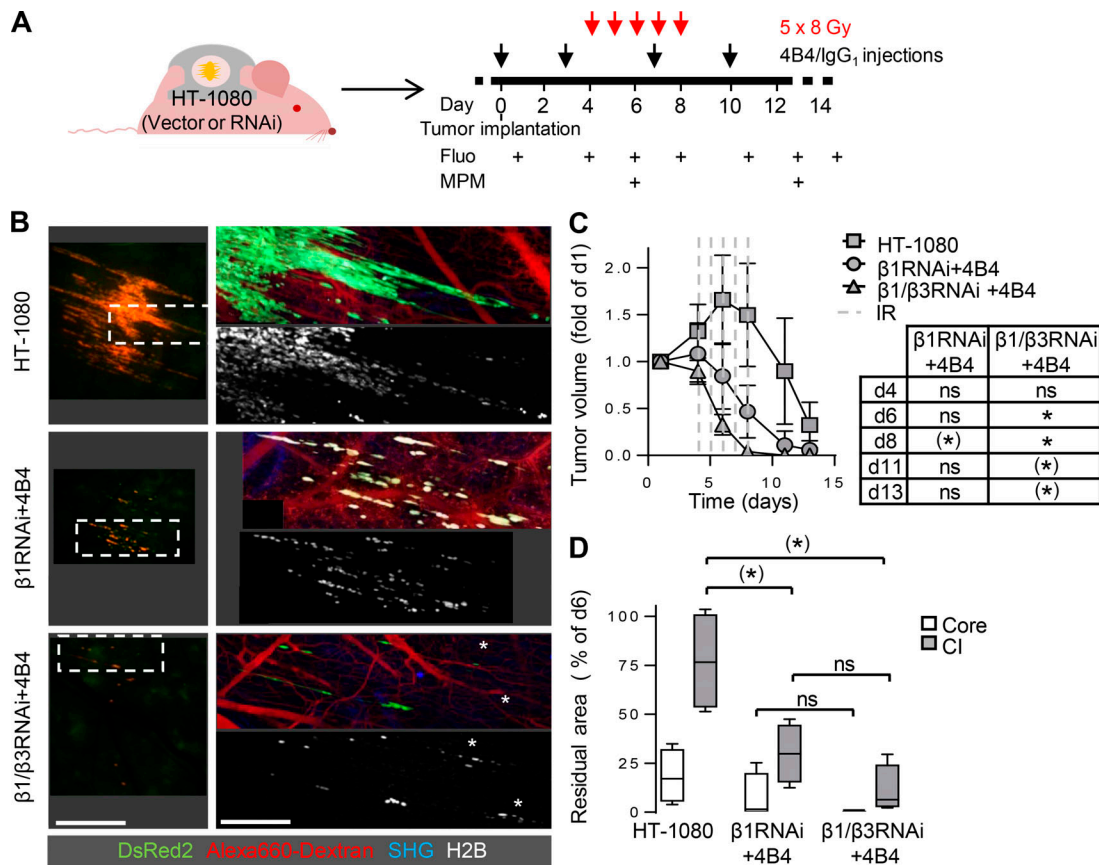 A
HT-1080
(Vector or RNAi)
5 x 8 Gy
4B4/IgG1 injections
Day 0 2 4 6 8 10 12 14
Tumor implantation
Fluo + + + + + + +
MPM + +
B
HT-1080
β1RNAi+4B4
* * * *
β1/β3RNAi+4B4
DsRed2 Alexa660-Dextran SHG H2B
C
Tumor volume (fold of d1)
2.0
1.5
1.0
0.5
0.0
0 5 10 15
Time (days)
HT-1080
β1RNAi+4B4
β1/β3RNAi +4B4
IR
β1RNAi +4B4 β1/β3RNAi +4B4
d4 ns ns
d6 ns *
d8 (*) *
d11 ns (*)
d13 ns (*)
D
Residual area ( % of d6)
100
75
50
25
0
(*)
(*)
ns
ns
Core
CI
HT-1080 β1RNAi +4B4 β1/β3RNAi +4B4